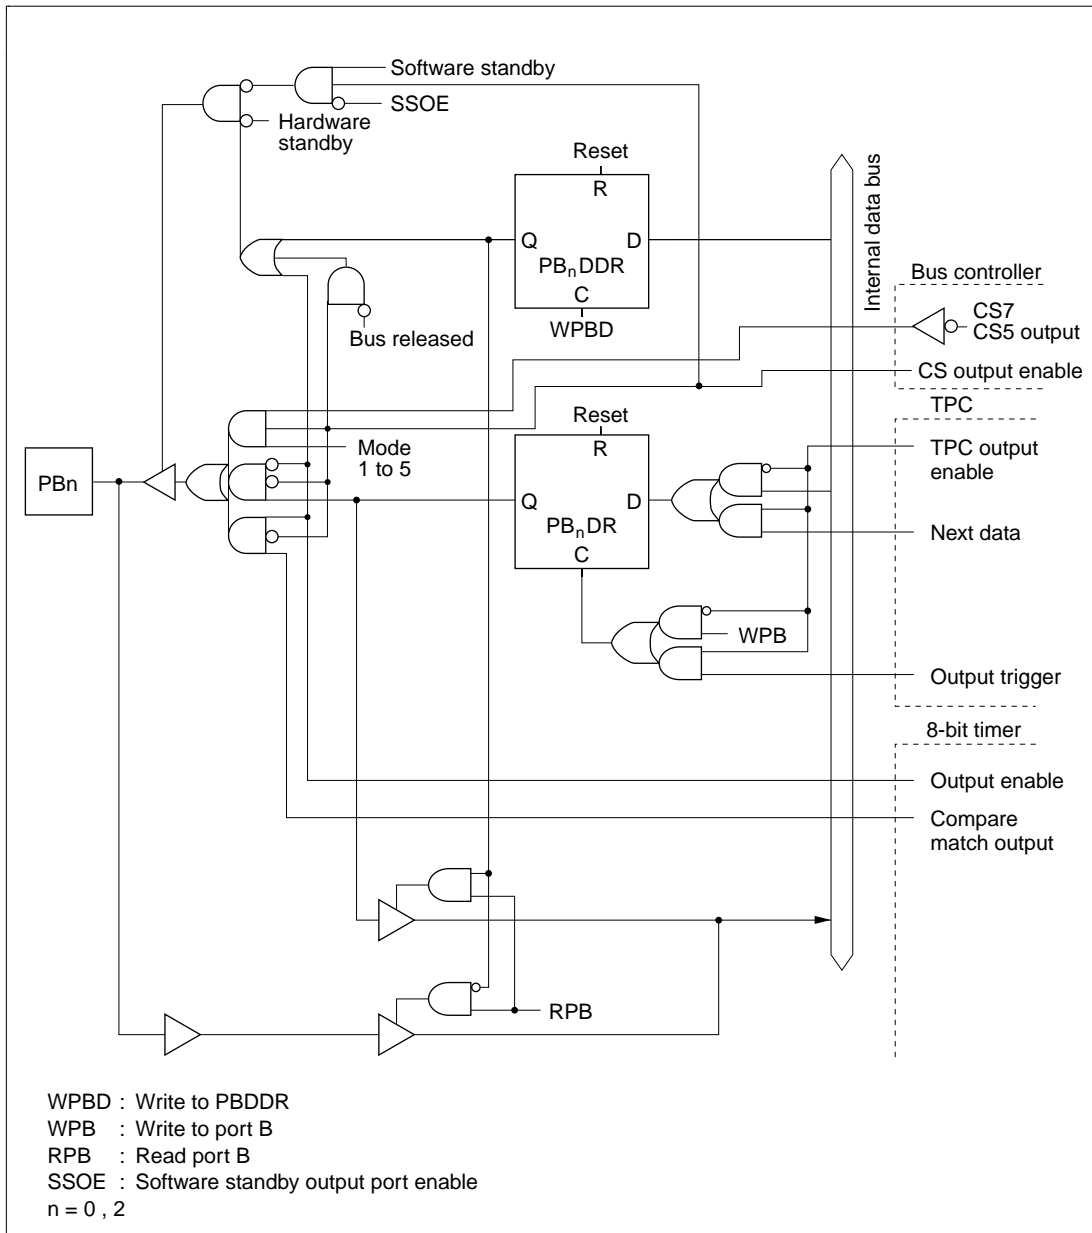 Software standby
SSOE
Hardware
standby
Reset
R
Q
D
PBnDDR
C
WPBD
Internal data bus
Bus controller
CS7
CS5 output
Bus released
CS output enable
TPC
Reset
R
Mode
1 to 5
TPC output
enable
PBn
Q
D
PBnDR
C
Next data
WPB
Output trigger
8-bit timer
Output enable
Compare
match output
RPB
WPBD : Write to PBDDR
WPB : Write to port B
RPB : Read port B
SSOE : Software standby output port enable
n = 0 , 2